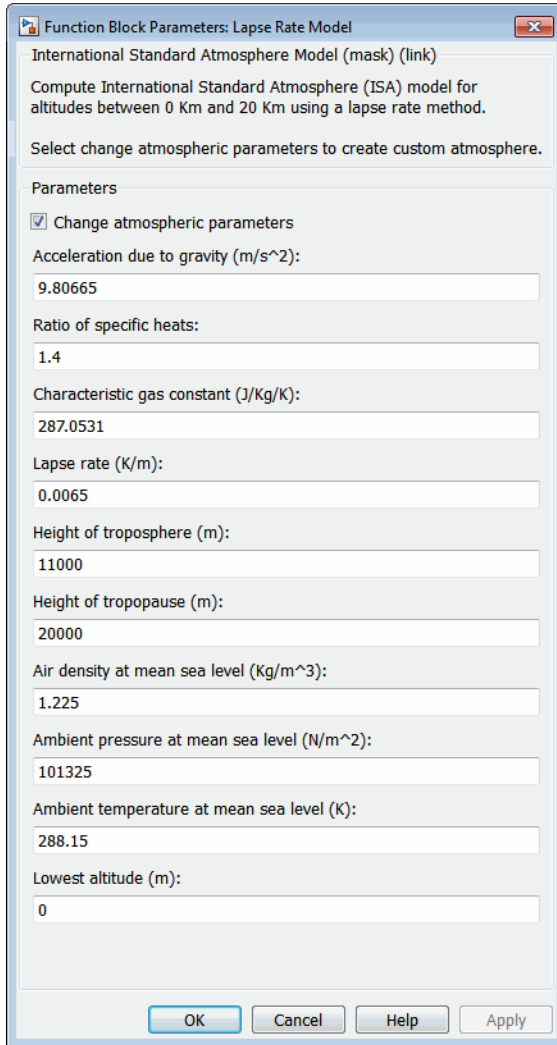 Function Block Parameters: Lapse Rate Model
International Standard Atmosphere Model (mask) (link)
Compute International Standard Atmosphere (ISA) model for
altitudes between 0 Km and 20 Km using a lapse rate method.
Select change atmospheric parameters to create custom atmosphere.
Parameters
Change atmospheric parameters
Acceleration due to gravity (m/s^2):
9.80665
Ratio of specific heats:
1.4
Characteristic gas constant (J/Kg/K):
287.0531
Lapse rate (K/m):
0.0065
Height of troposphere (m):
11000
Height of tropopause (m):
20000
Air density at mean sea level (Kg/m^3):
1.225
Ambient pressure at mean sea level (N/m^2):
101325
Ambient temperature at mean sea level (K):
288.15
Lowest altitude (m):
0
OK Cancel Help Apply